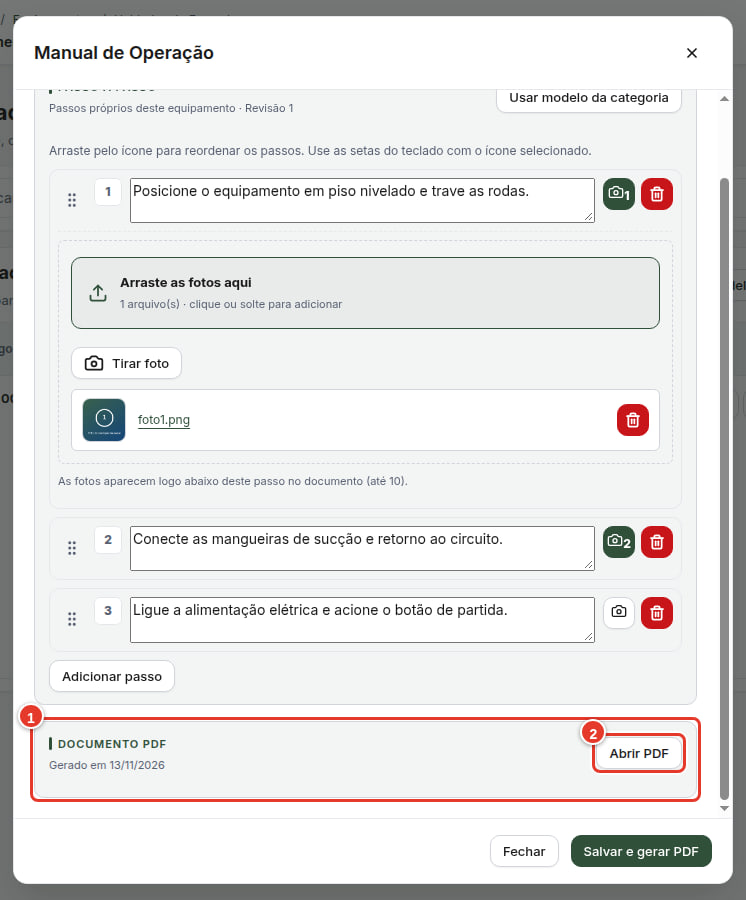 Manual de Operação
Passos próprios deste equipamento · Revisão 1
Usar modelo da categoria
Arraste pelo ícone para reordenar os passos. Use as setas do teclado com o ícone selecionado.
1
Posicione o equipamento em piso nivelado e trave as rodas.
1
Arraste as fotos aqui
1 arquivo(s) · clique ou solte para adicionar
Tirar foto
1
foto1.png
As fotos aparecem logo abaixo deste passo no documento (até 10).
2
Conecte as mangueiras de sucção e retorno ao circuito.
2
3
Ligue a alimentação elétrica e acione o botão de partida.
Adicionar passo
1
DOCUMENTO PDF
Gerado em 13/11/2026
2
Abrir PDF
Fechar
Salvar e gerar PDF